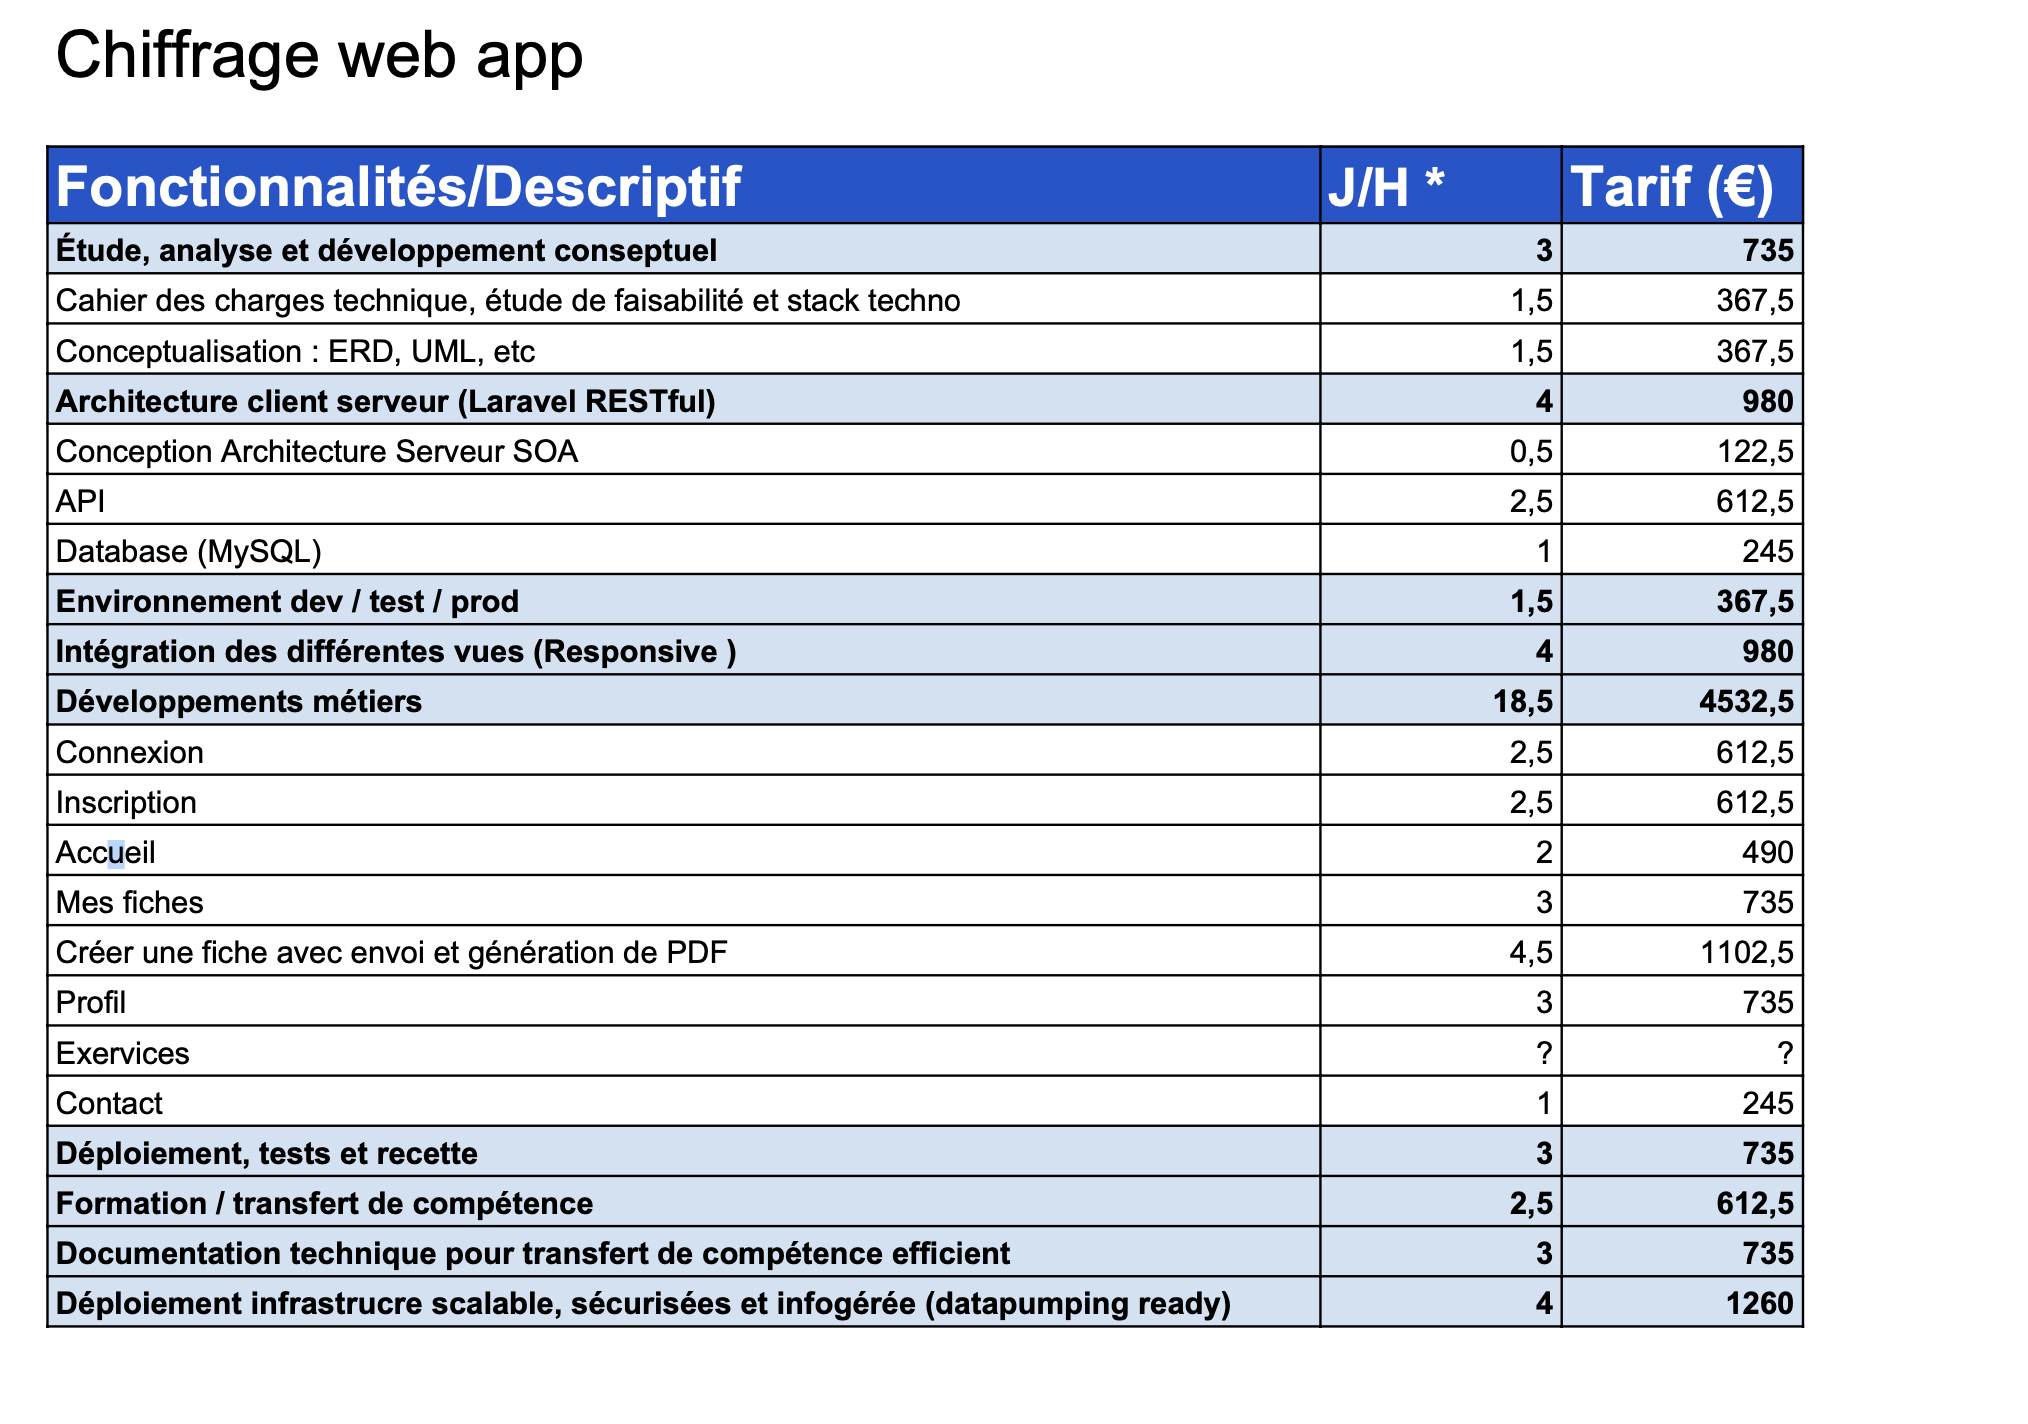 Chiffrage web app
Fonctionnalités/Descriptif J/H * Tarif (€)
Étude, analyse et développement conseptuel 3 735
Cahier des charges technique, étude de faisabilité et stack techno 1,5 367,5
Conceptualisation : ERD, UML, etc 1,5 367,5
Architecture client serveur (Laravel RESTful) 4 980
Conception Architecture Serveur SOA 0,5 122,5
API 2,5 612,5
Database (MySQL) 1 245
Environnement dev / test / prod 1,5 367,5
Intégration des différentes vues (Responsive ) 4 980
Développements métiers 18,5 4532,5
Connexion 2,5 612,5
Inscription 2,5 612,5
Accueil 2 490
Mes fiches 3 735
Créer une fiche avec envoi et génération de PDF 4,5 1102,5
Profil 3 735
Exervices ? ?
Contact 1 245
Déploiement, tests et recette 3 735
Formation / transfert de compétence 2,5 612,5
Documentation technique pour transfert de compétence efficient 3 735
Déploiement infrastrucre scalable, sécurisées et infogérée (datapumping ready) 4 1260